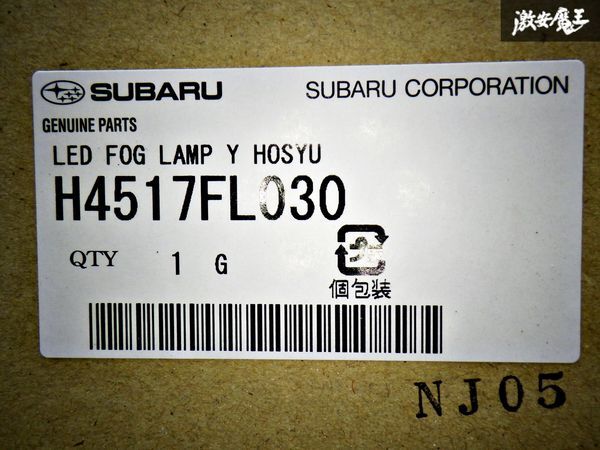 激安魔王
SUBARU SUBARU CORPORATION
GENUINE PARTS
LED FOG LAMP Y HOSYU
H4517FL030
QTY 1 G
個包装
NJ05